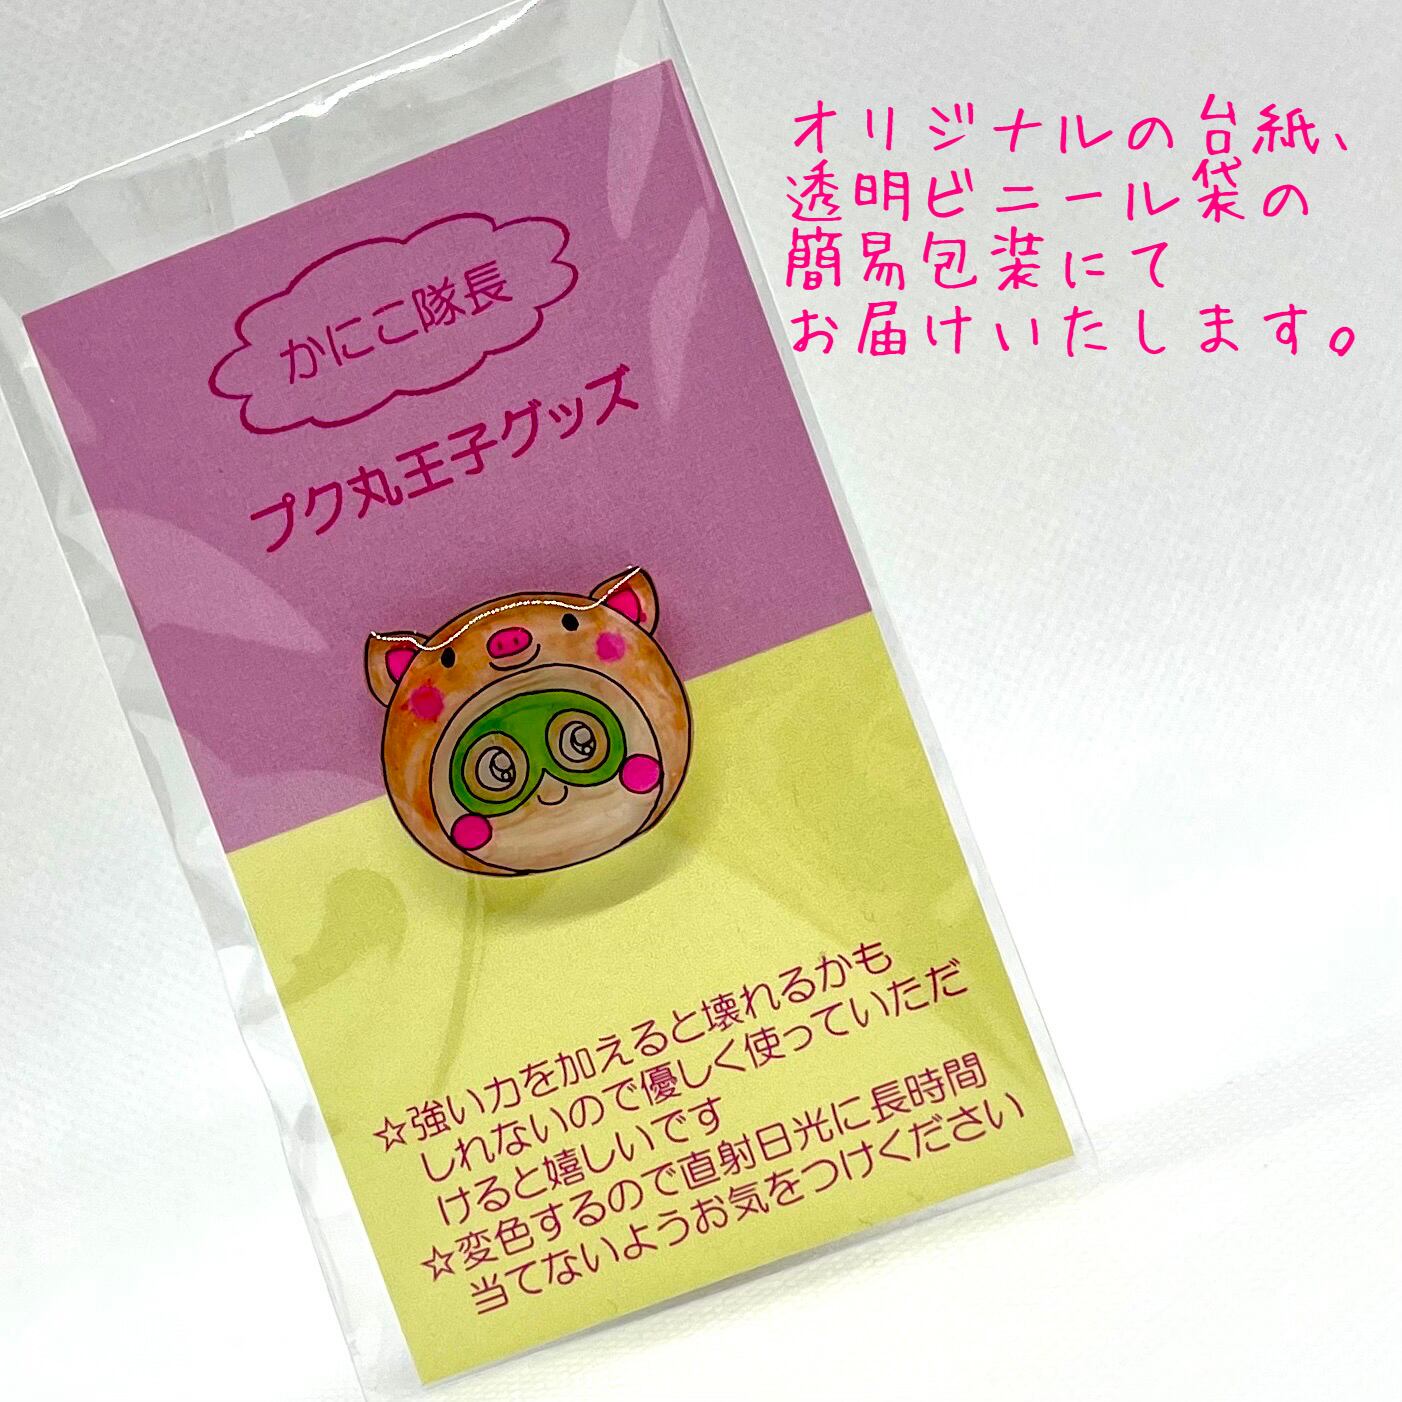 オリジナルの台紙、
透明ビニール袋の
簡易包装にて
お届けいたします。
かにこ隊長
プク丸王子グッズ
☆強い力を加えると壊れるかも
しれないので優しく使っていただ
けると嬉しいです
☆変色するので直射日光に長時間
当てないようお気をつけください